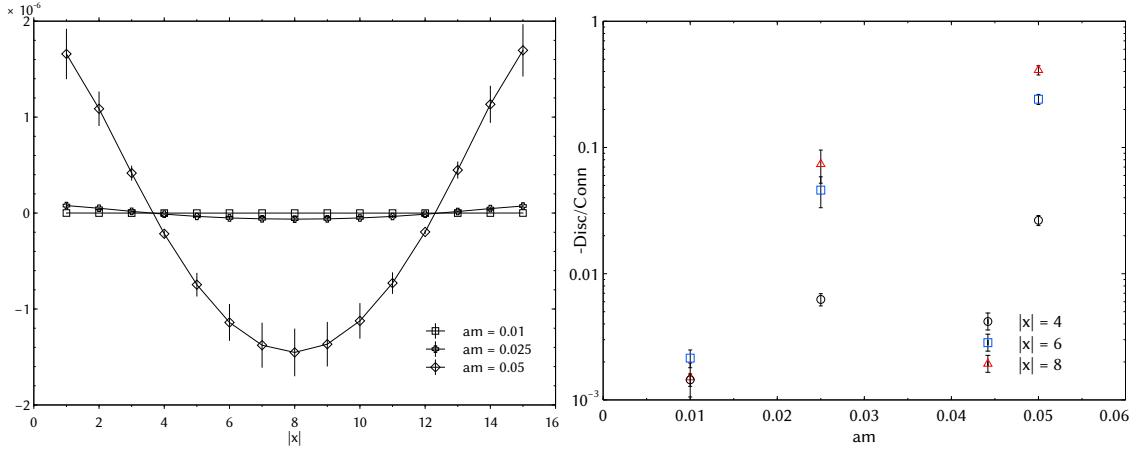 × 10⁻⁶
2
1
0
−1
−2
0
2
4
6
8
10
12
14
16
|x|
am = 0.01
am = 0.025
am = 0.05
1
0.1
0.01
10⁻³
-Disc/Conn
0
0.01
0.02
0.03
0.04
0.05
0.06
am
|x| = 4
|x| = 6
|x| = 8